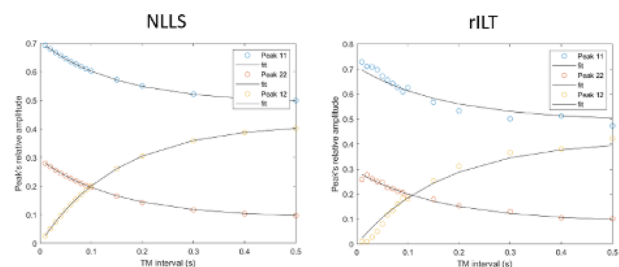 NLLS
rILT
0.7
0.6
0.5
0.4
0.3
0.2
0.1
0
Peak's relative amplitude
Peak 11
fit
Peak 22
fit
Peak 12
fit
0 0.1 0.2 0.3 0.4 0.5
TM interval (s)
0.8
0.7
0.6
0.5
0.4
0.3
0.2
0.1
0
Peak's relative amplitude
Peak 11
fit
Peak 22
fit
Peak 12
fit
0 0.1 0.2 0.3 0.4 0.5
TM interval (s)